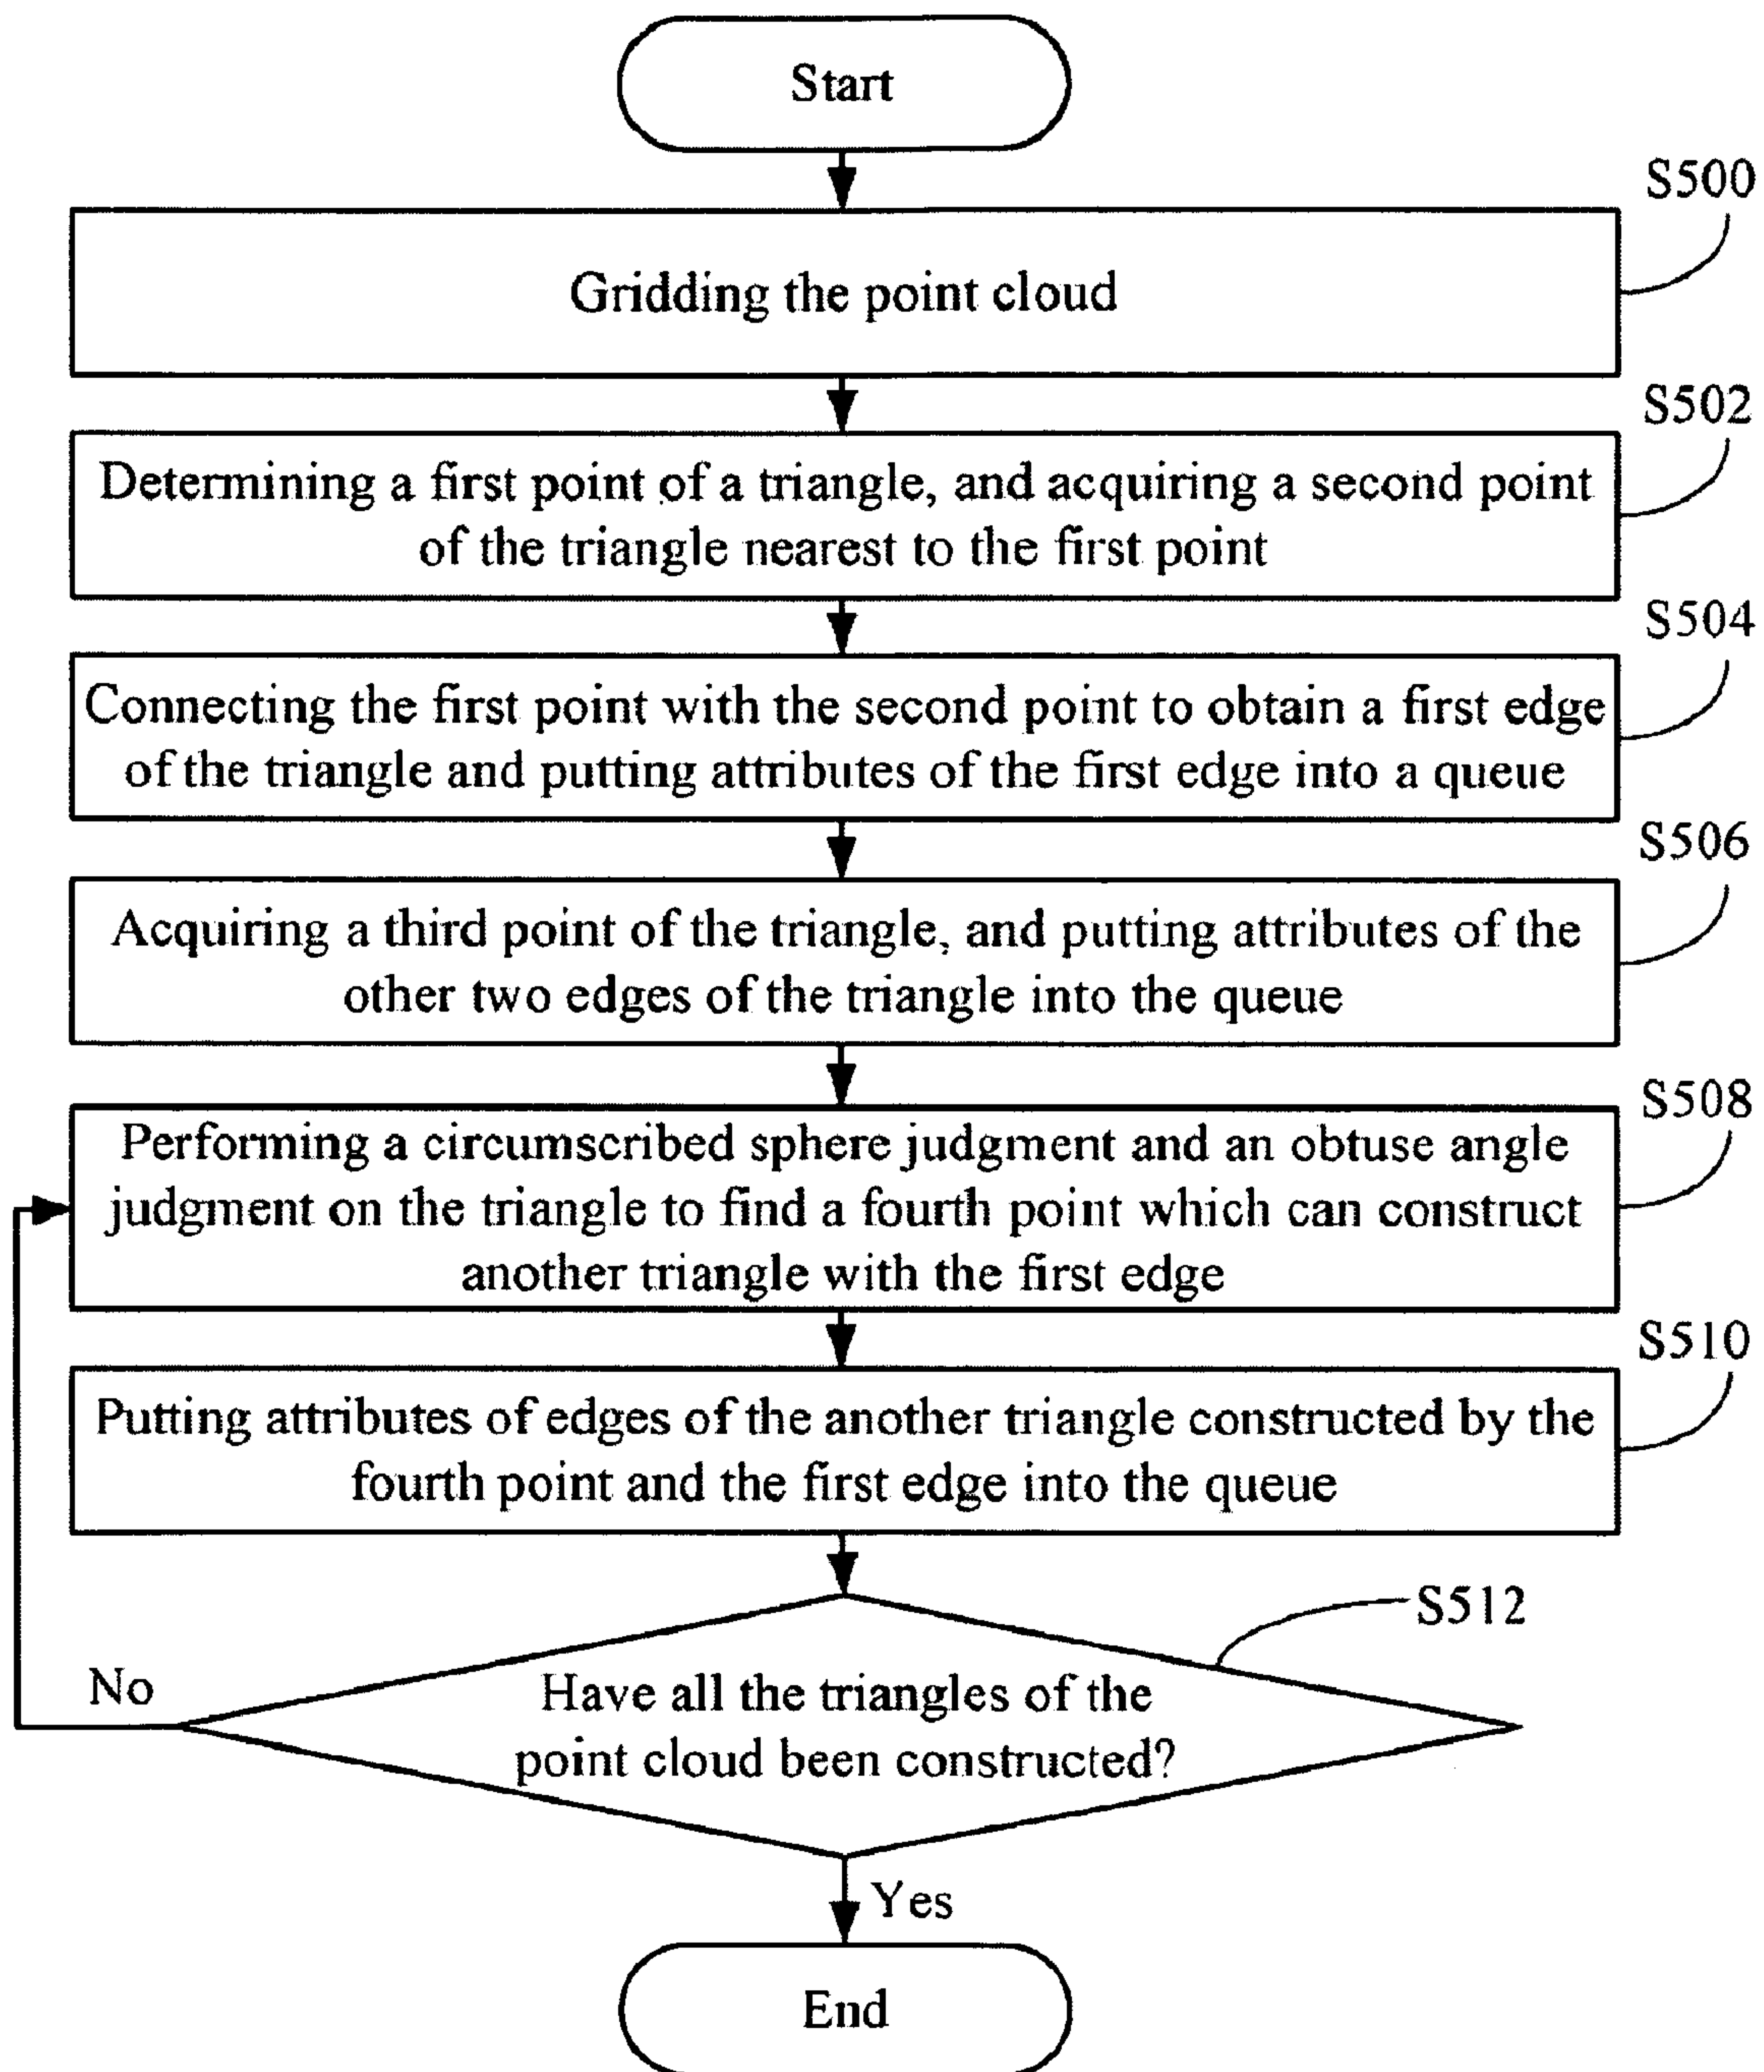 Start
S500
Gridding the point cloud
S502
Determining a first point of a triangle, and acquiring a second point
of the triangle nearest to the first point
S504
Connecting the first point with the second point to obtain a first edge
of the triangle and putting attributes of the first edge into a queue
S506
Acquiring a third point of the triangle, and putting attributes of the
other two edges of the triangle into the queue
S508
Performing a circumscribed sphere judgment and an obtuse angle
judgment on the triangle to find a fourth point which can construct
another triangle with the first edge
S510
Putting attributes of edges of the another triangle constructed by the
fourth point and the first edge into the queue
S512
No
Have all the triangles of the
point cloud been constructed?
Yes
End